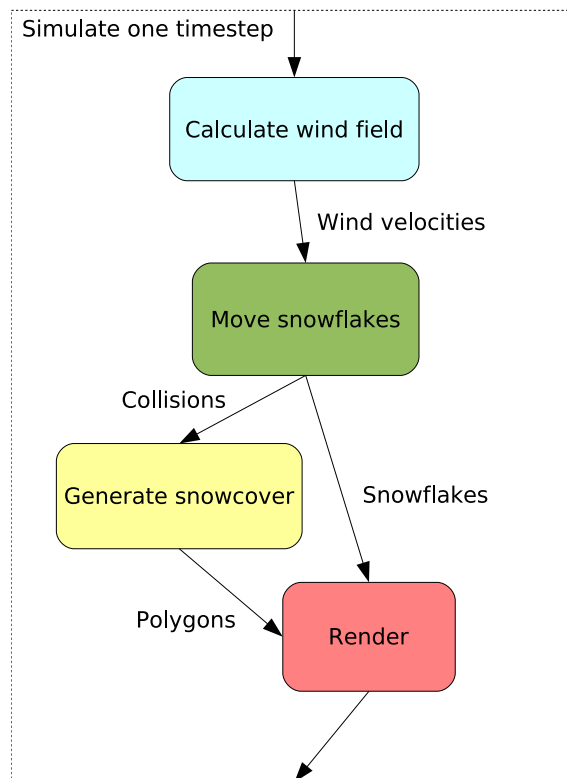 Simulate one timestep
Calculate wind field
Wind velocities
Move snowflakes
Collisions
Generate snowcover
Snowflakes
Polygons
Render